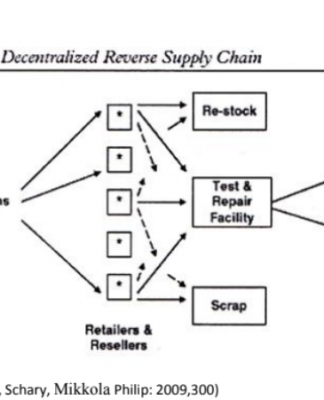 Decentralized Reverse Supply Chain
*
Re-stock
*
ns
*
Test &
Repair
Facility
*
*
Scrap
Retailers &
Resellers
, Schary, Mikkola Philip: 2009,300)